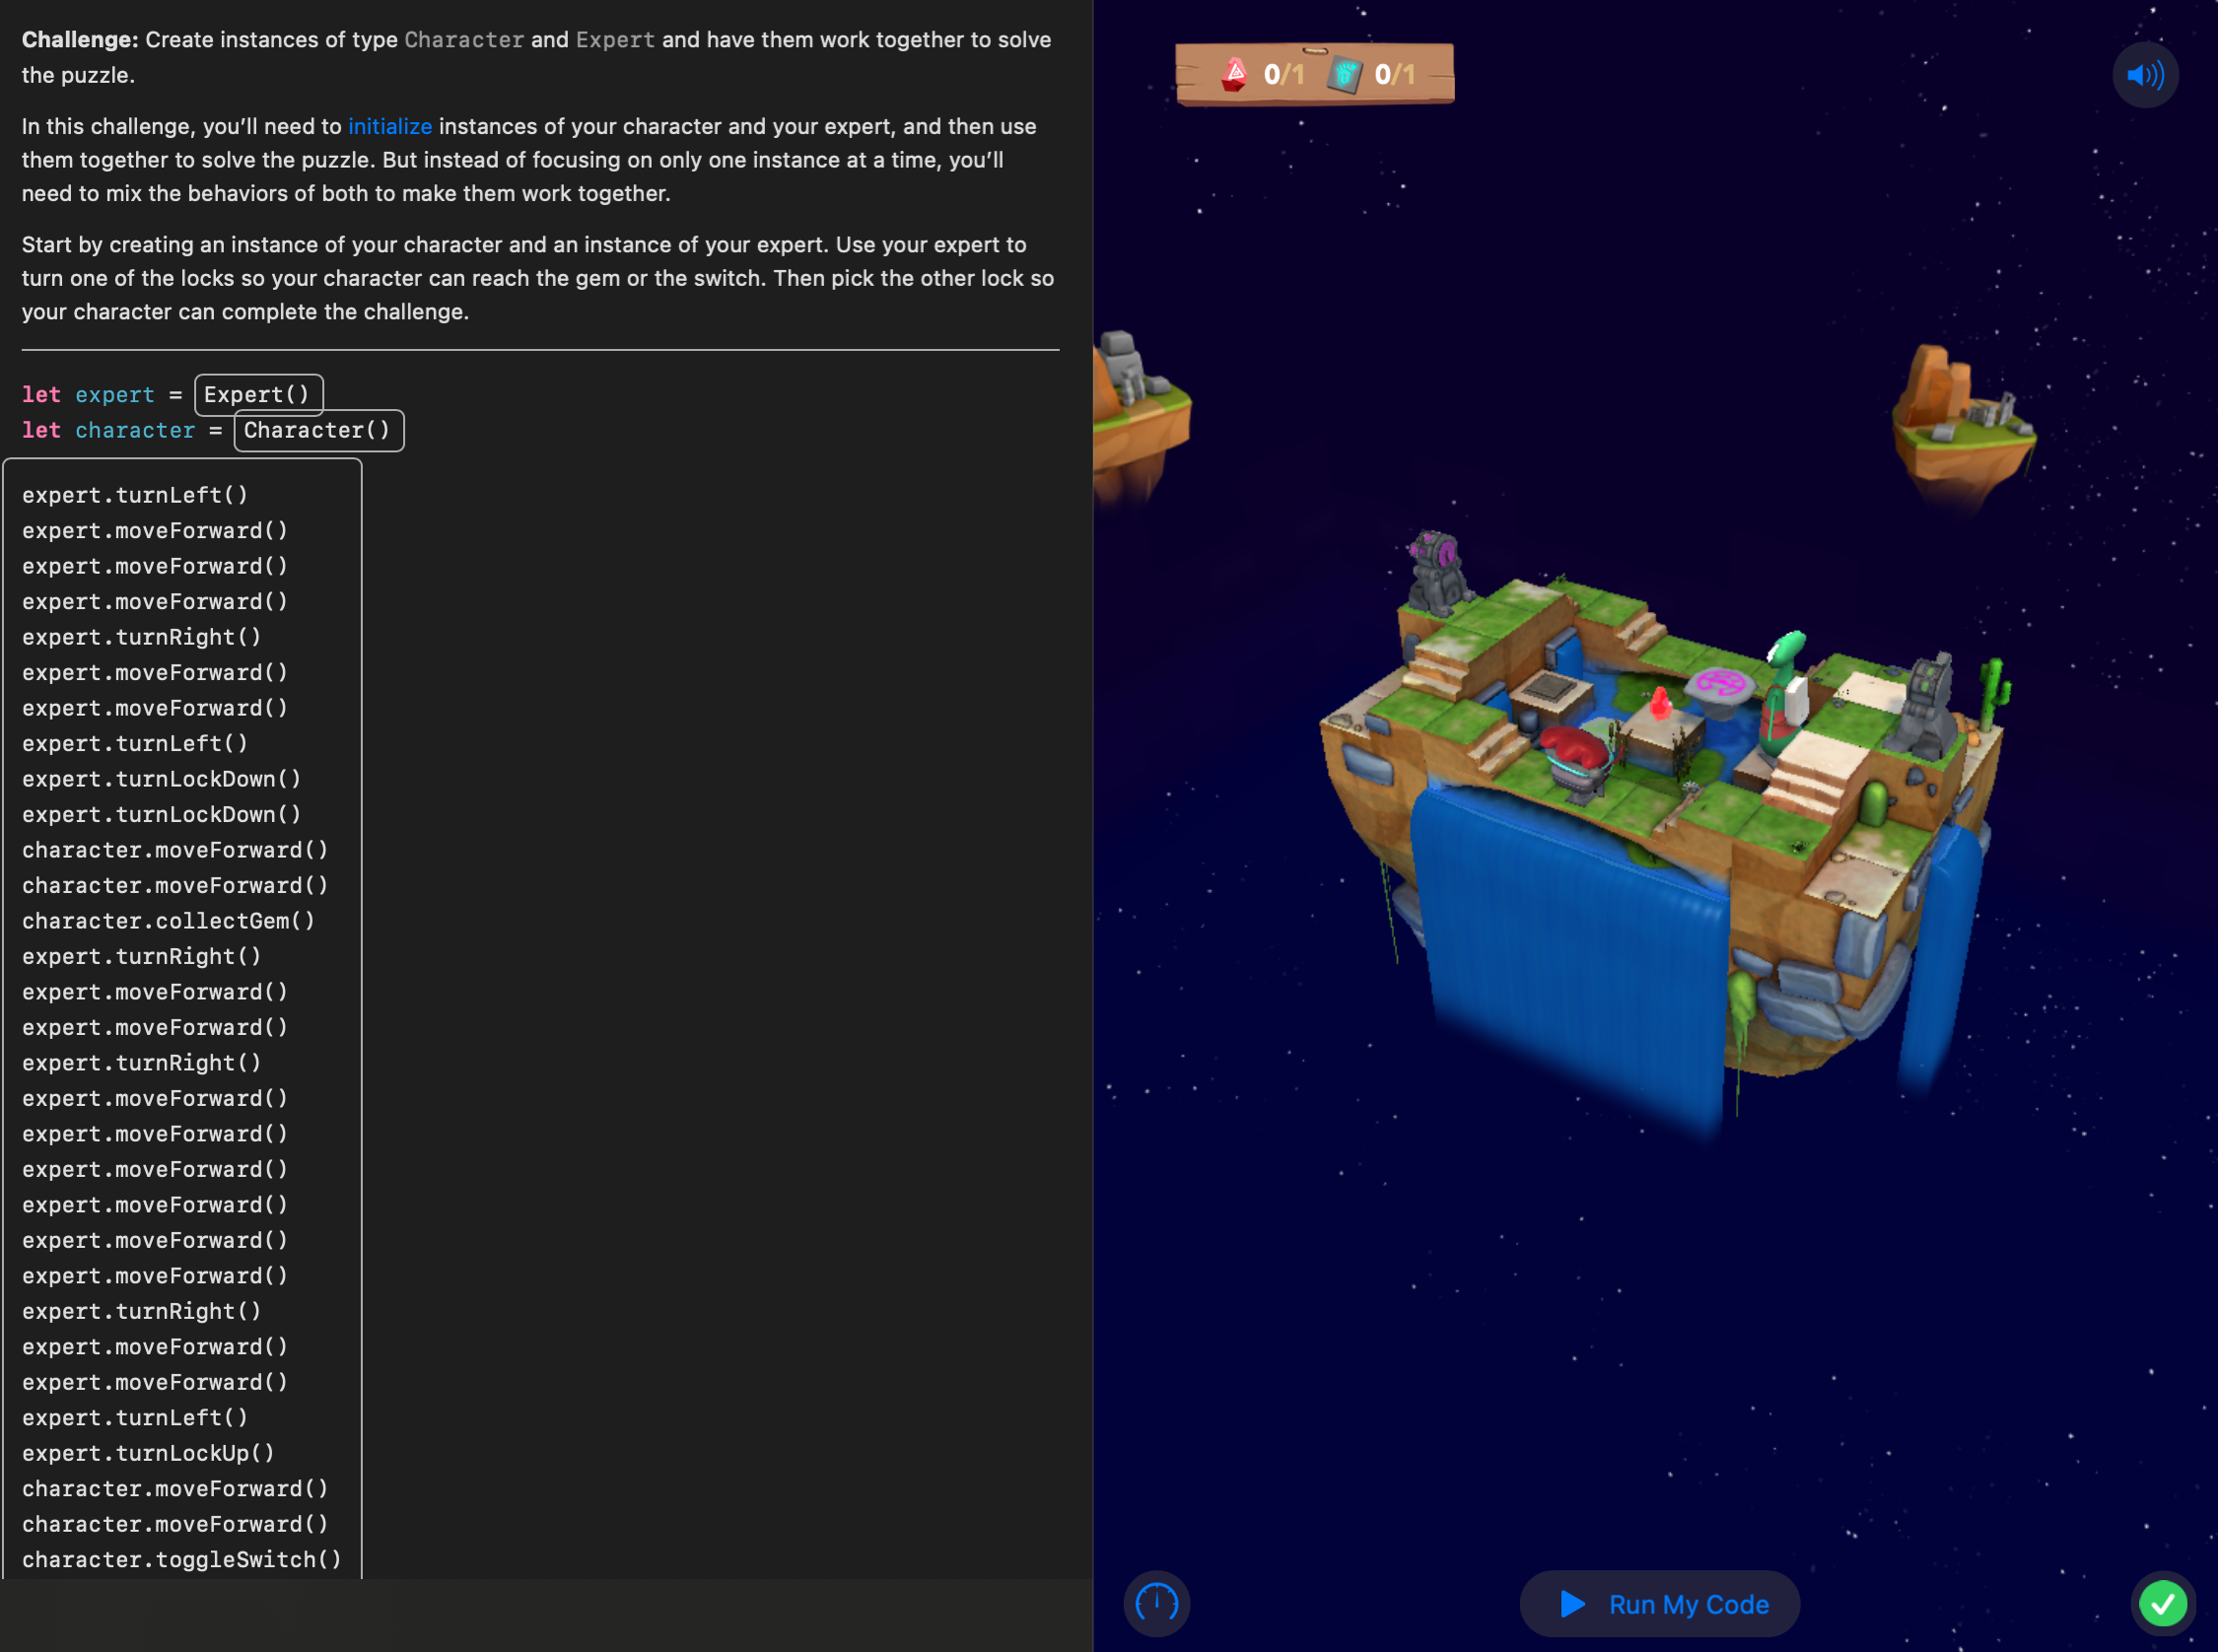 Challenge: Create instances of type Character and Expert and have them work together to solve
the puzzle.
In this challenge, you’ll need to initialize instances of your character and your expert, and then use
them together to solve the puzzle. But instead of focusing on only one instance at a time, you’ll
need to mix the behaviors of both to make them work together.
Start by creating an instance of your character and an instance of your expert. Use your expert to
turn one of the locks so your character can reach the gem or the switch. Then pick the other lock so
your character can complete the challenge.
let expert = Expert()
let character = Character()
expert.turnLeft()
expert.moveForward()
expert.moveForward()
expert.moveForward()
expert.turnRight()
expert.moveForward()
expert.moveForward()
expert.turnLeft()
expert.turnLockDown()
expert.turnLockDown()
character.moveForward()
character.moveForward()
character.collectGem()
expert.turnRight()
expert.moveForward()
expert.moveForward()
expert.turnRight()
expert.moveForward()
expert.moveForward()
expert.moveForward()
expert.moveForward()
expert.moveForward()
expert.moveForward()
expert.turnRight()
expert.moveForward()
expert.moveForward()
expert.turnLeft()
expert.turnLockUp()
character.moveForward()
character.moveForward()
character.toggleSwitch()
0/1 0/1
Run My Code